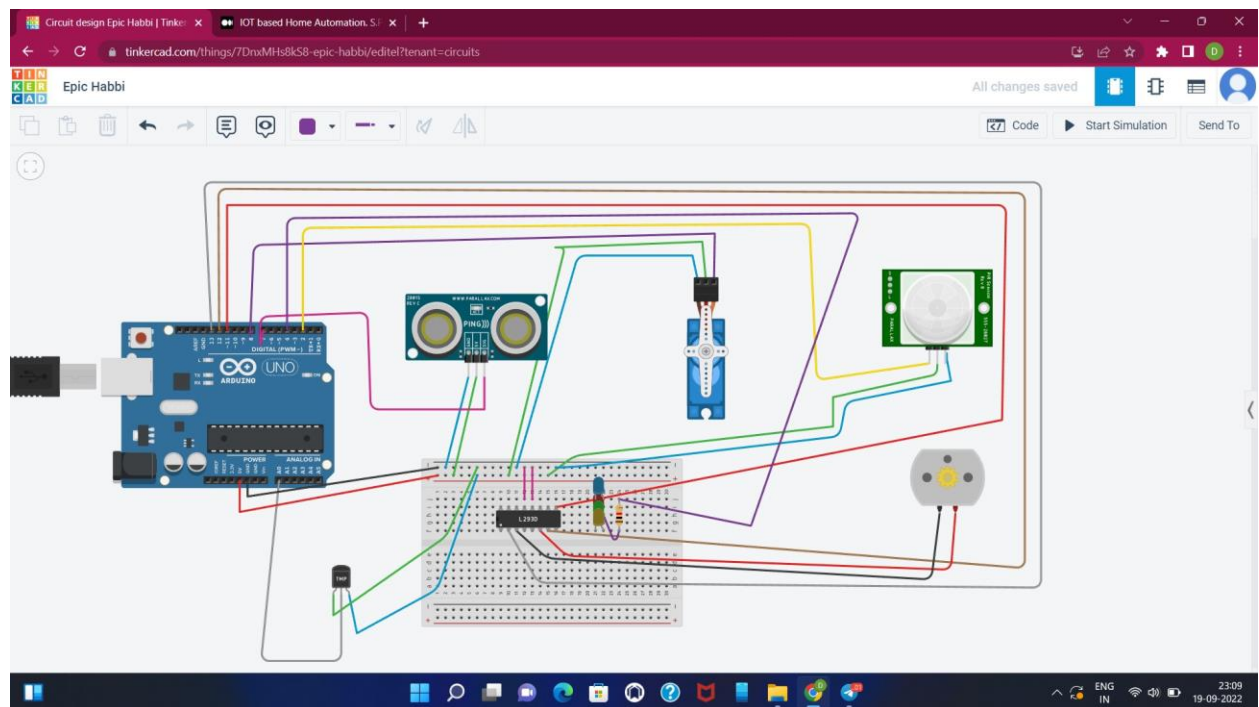 Circuit design Epic Habbi | Tinker
IOT based Home Automation. S.
tinkercad.com/things/7DnxMHs8kS8-epic-habbi/editel?tenant=circuits
D
TIN
KER
CAD
Epic Habbi
All changes saved
Code
Start Simulation
Send To
WWW.PARALLAX.COM
PING)))
DIGITAL (PWM~)
UNO
ARDUINO
POWER
ANALOG IN
L293D
TMP
ENG
IN
23:09
19-09-2022